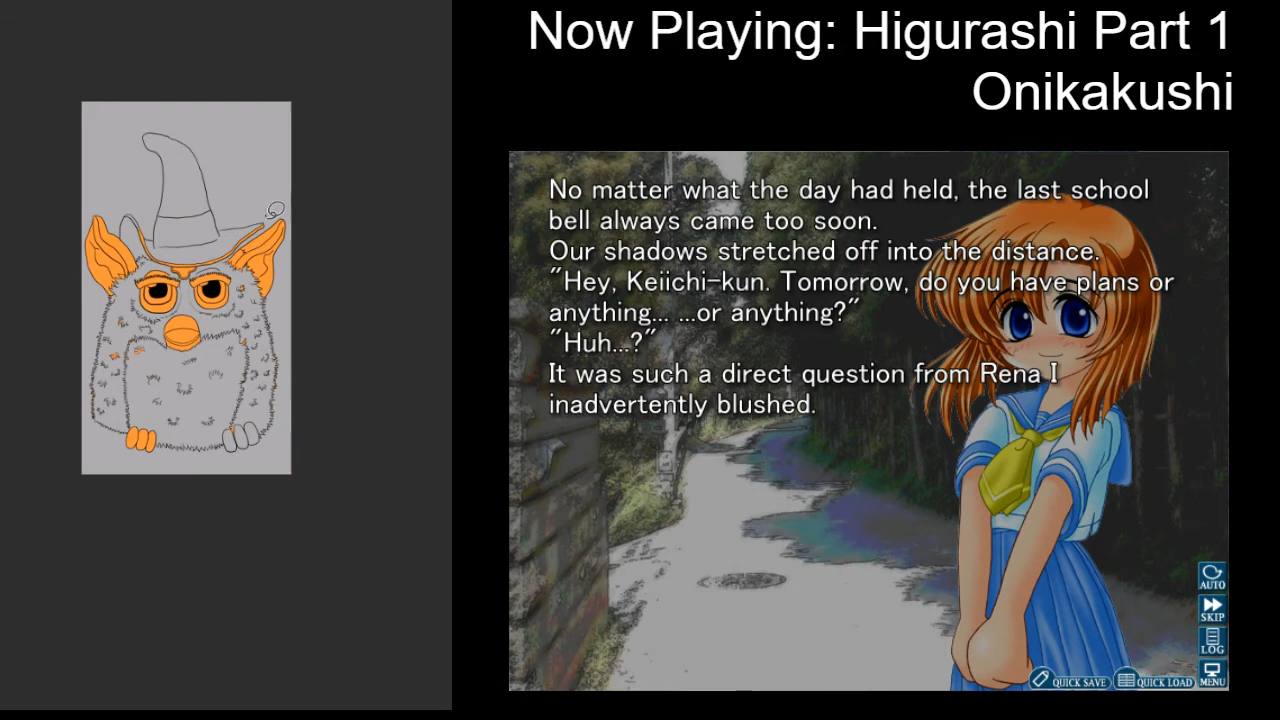 Now Playing: Higurashi Part 1
Onikakushi
No matter what the day had held, the last school
bell always came too soon.
Our shadows stretched off into the distance.
"Hey, Keiichi-kun. Tomorrow, do you have plans or
anything... ...or anything?"
"Huh...?"
It was such a direct question from Rena I
inadvertently blushed.
AUTO
SKIP
LOG
MENU
QUICK SAVE
QUICK LOAD